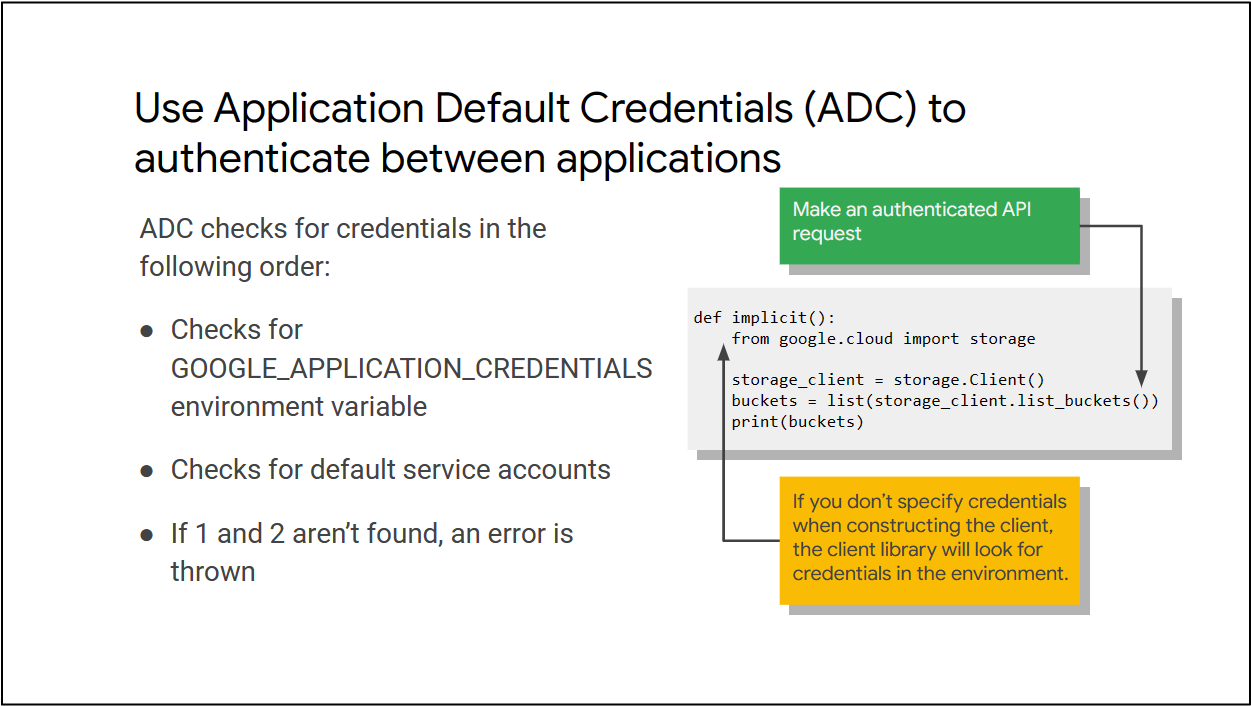 Use Application Default Credentials (ADC) to
authenticate between applications
ADC checks for credentials in the
following order:
● Checks for
GOOGLE_APPLICATION_CREDENTIALS
environment variable
● Checks for default service accounts
● If 1 and 2 aren’t found, an error is
thrown
Make an authenticated API
request
def implicit():
    from google.cloud import storage

    storage_client = storage.Client()
    buckets = list(storage_client.list_buckets())
    print(buckets)
If you don’t specify credentials
when constructing the client,
the client library will look for
credentials in the environment.